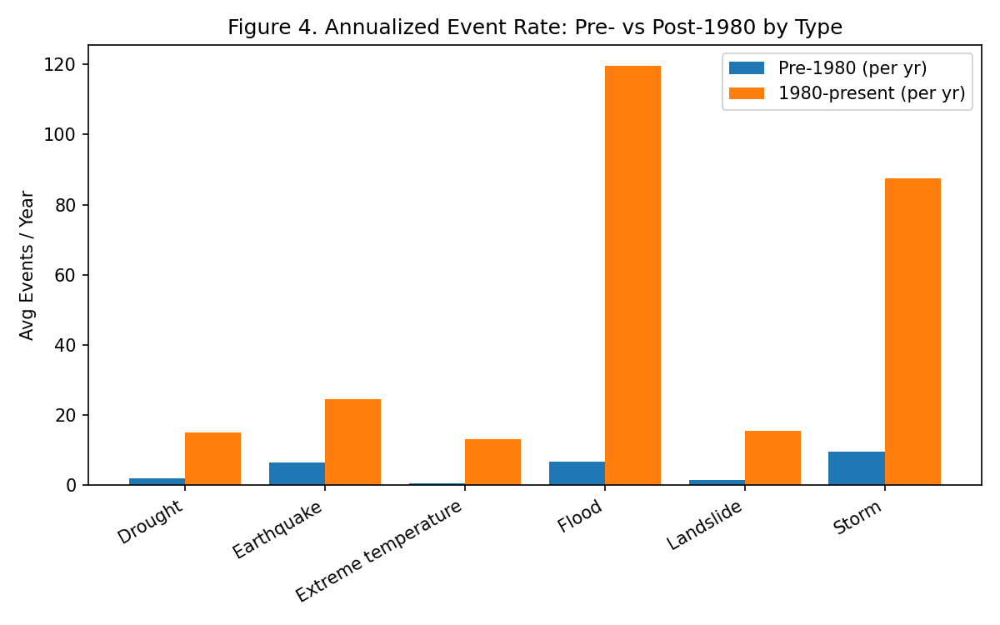 Figure 4. Annualized Event Rate: Pre- vs Post-1980 by Type
Pre-1980 (per yr)
1980-present (per yr)
Avg Events / Year
120
100
80
60
40
20
0
Drought
Earthquake
Extreme temperature
Flood
Landslide
Storm